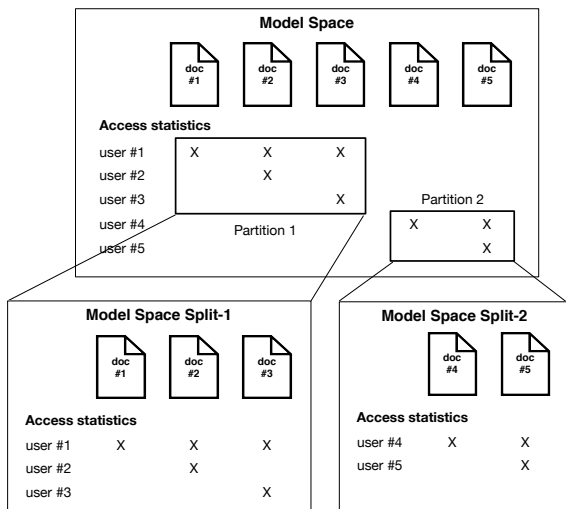 Model Space
doc #1
doc #2
doc #3
doc #4
doc #5
Access statistics
user #1 X X X
user #2 X
user #3 X
Partition 2
user #4 X X
Partition 1
user #5 X
Model Space Split-1
doc #1
doc #2
doc #3
Access statistics
user #1 X X X
user #2 X
user #3 X
Model Space Split-2
doc #4
doc #5
Access statistics
user #4 X X
user #5 X